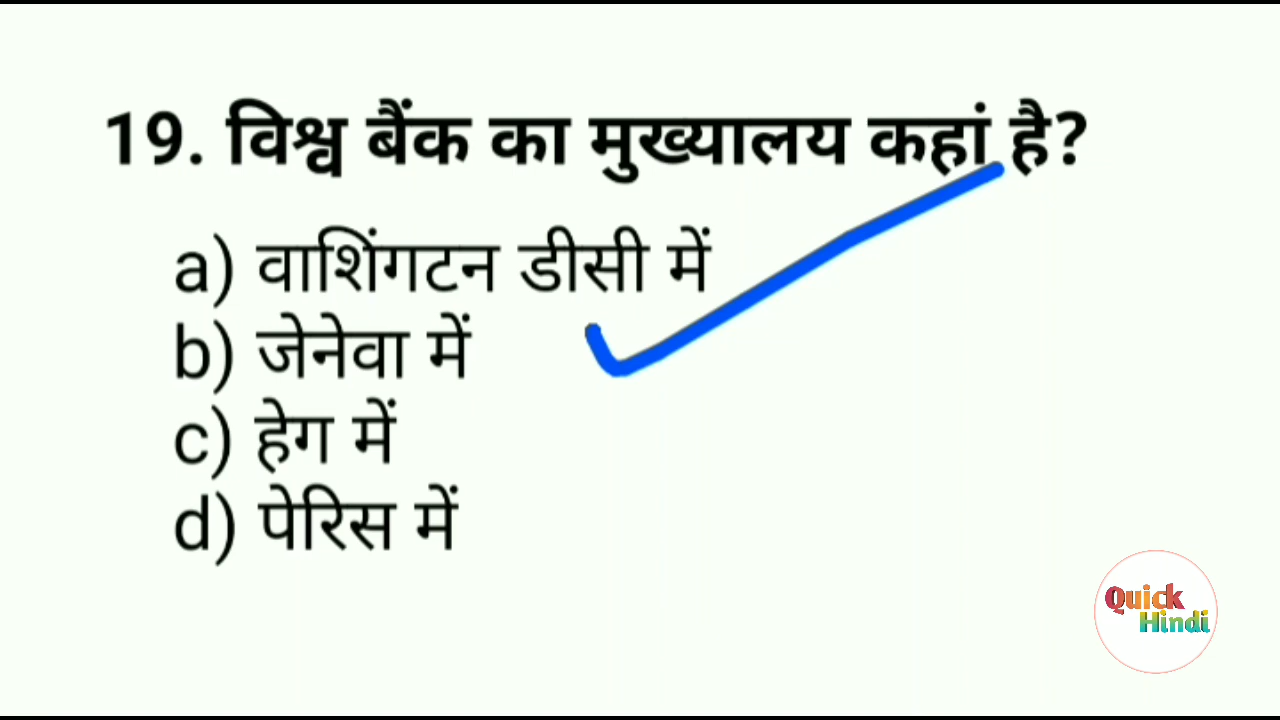 19. विश्व बैंक का मुख्यालय कहां है?
a) वाशिंगटन डीसी में
b) जेनेवा में
c) हेग में
d) पेरिस में
Quick
Hindi